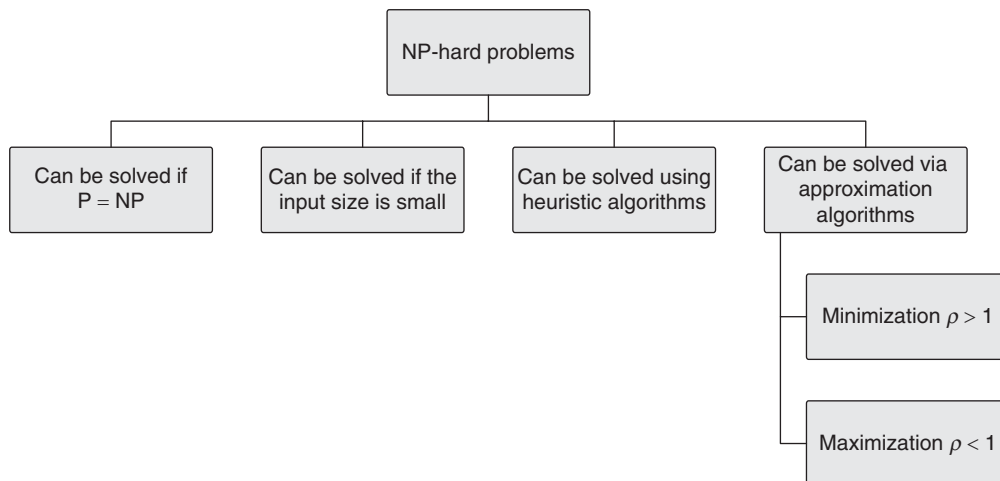 NP-hard problems
Can be solved if
P = NP
Can be solved if the
input size is small
Can be solved using
heuristic algorithms
Can be solved via
approximation
algorithms
Minimization ρ > 1
Maximization ρ < 1